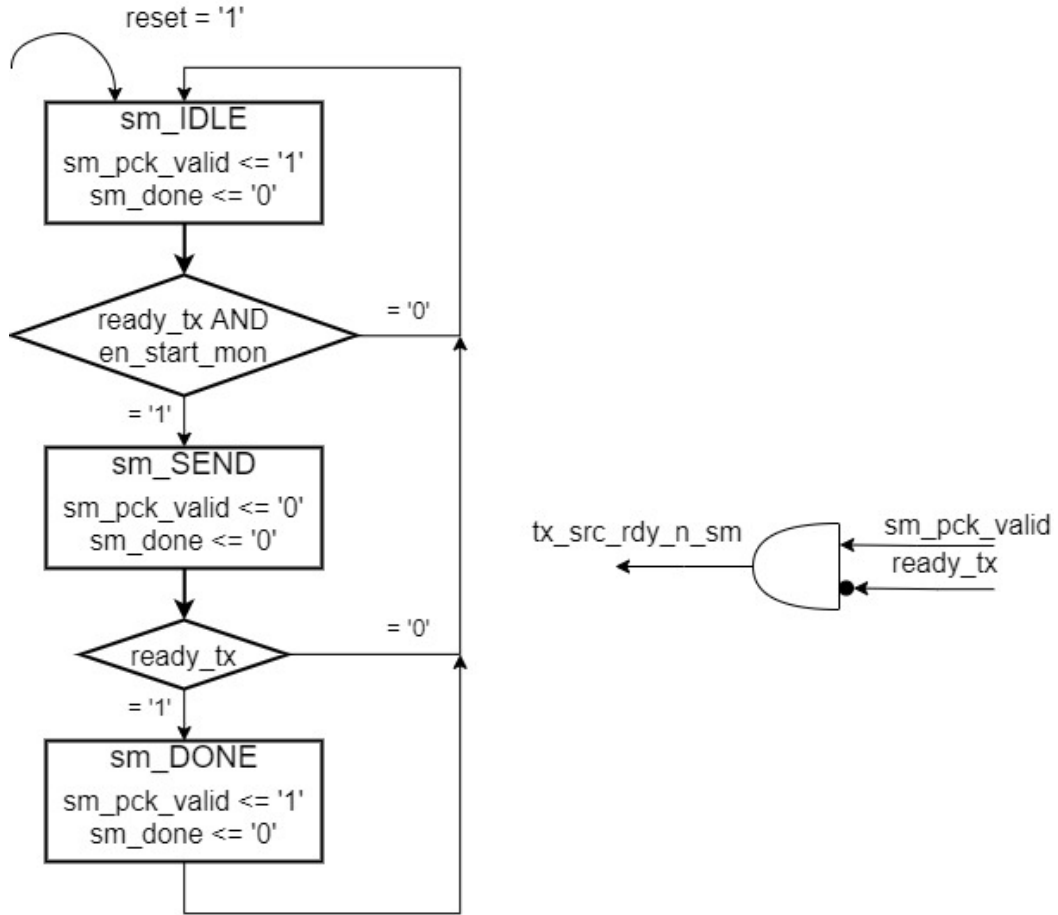 reset = '1'
sm_IDLE
sm_pck_valid <= '1'
sm_done <= '0'
ready_tx AND
en_start_mon
= '0'
= '1'
sm_SEND
sm_pck_valid <= '0'
sm_done <= '0'
ready_tx
= '0'
= '1'
sm_DONE
sm_pck_valid <= '1'
sm_done <= '0'
tx_src_rdy_n_sm
sm_pck_valid
ready_tx